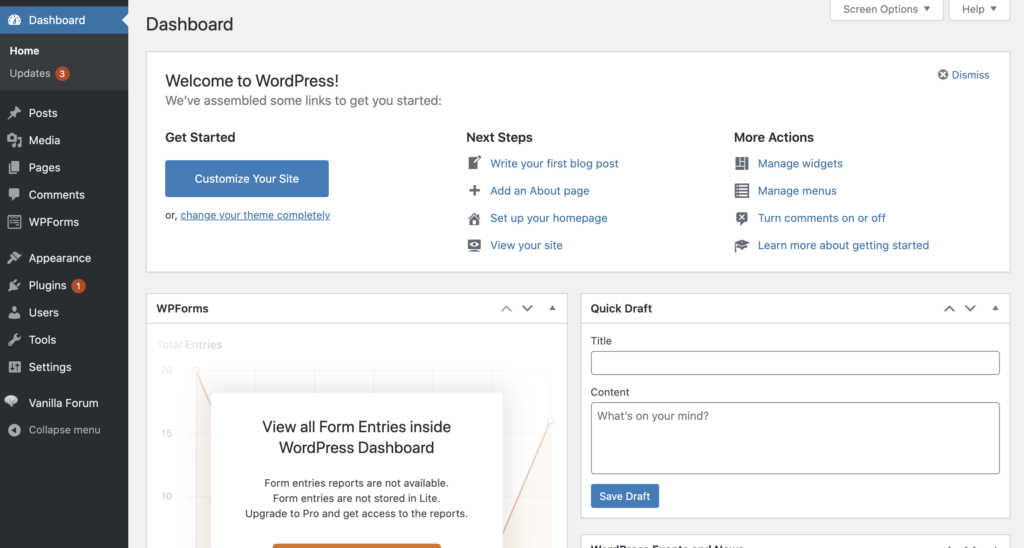 Dashboard
Home
Updates 3
Posts
Media
Pages
Comments
WPForms
Appearance
Plugins 1
Users
Tools
Settings
Vanilla Forum
Collapse menu
Screen Options
Help
Dashboard
Welcome to WordPress!
We've assembled some links to get you started:
Dismiss
Get Started
Customize Your Site
or, change your theme completely
Next Steps
Write your first blog post
Add an About page
Set up your homepage
View your site
More Actions
Manage widgets
Manage menus
Turn comments on or off
Learn more about getting started
WPForms
Total Entries
20
15
10
View all Form Entries inside
WordPress Dashboard
Form entries reports are not available.
Form entries are not stored in Lite.
Upgrade to Pro and get access to the reports.
Quick Draft
Title
Content
What's on your mind?
Save Draft
WordPress Events and News